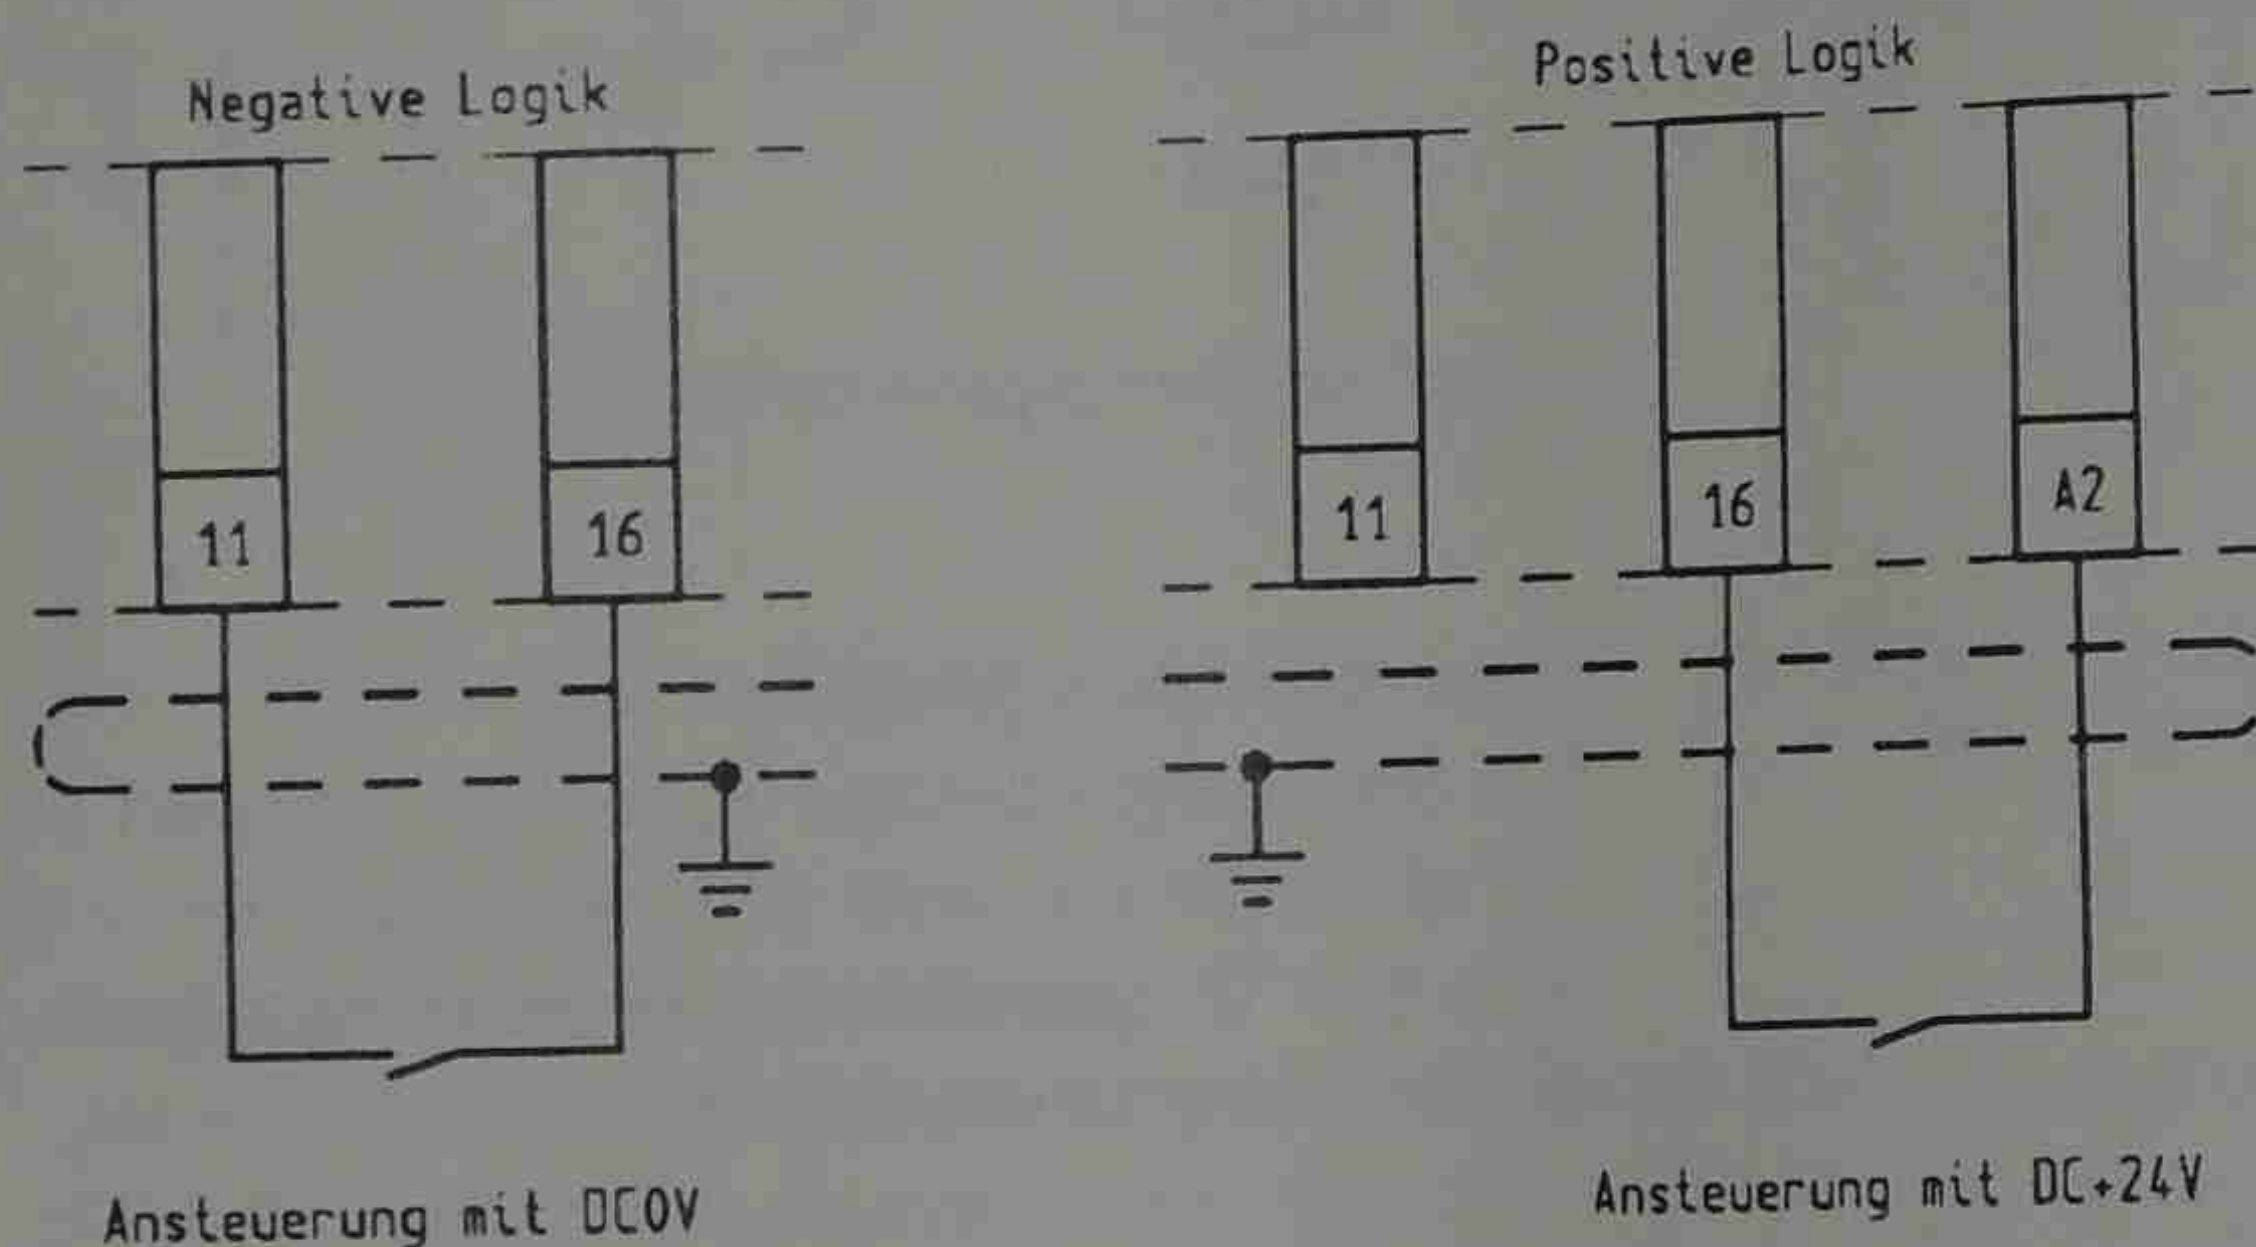 Negative Logik
11
16
Ansteuerung mit DC0V
Positive Logik
11
16
A2
Ansteuerung mit DC+24V